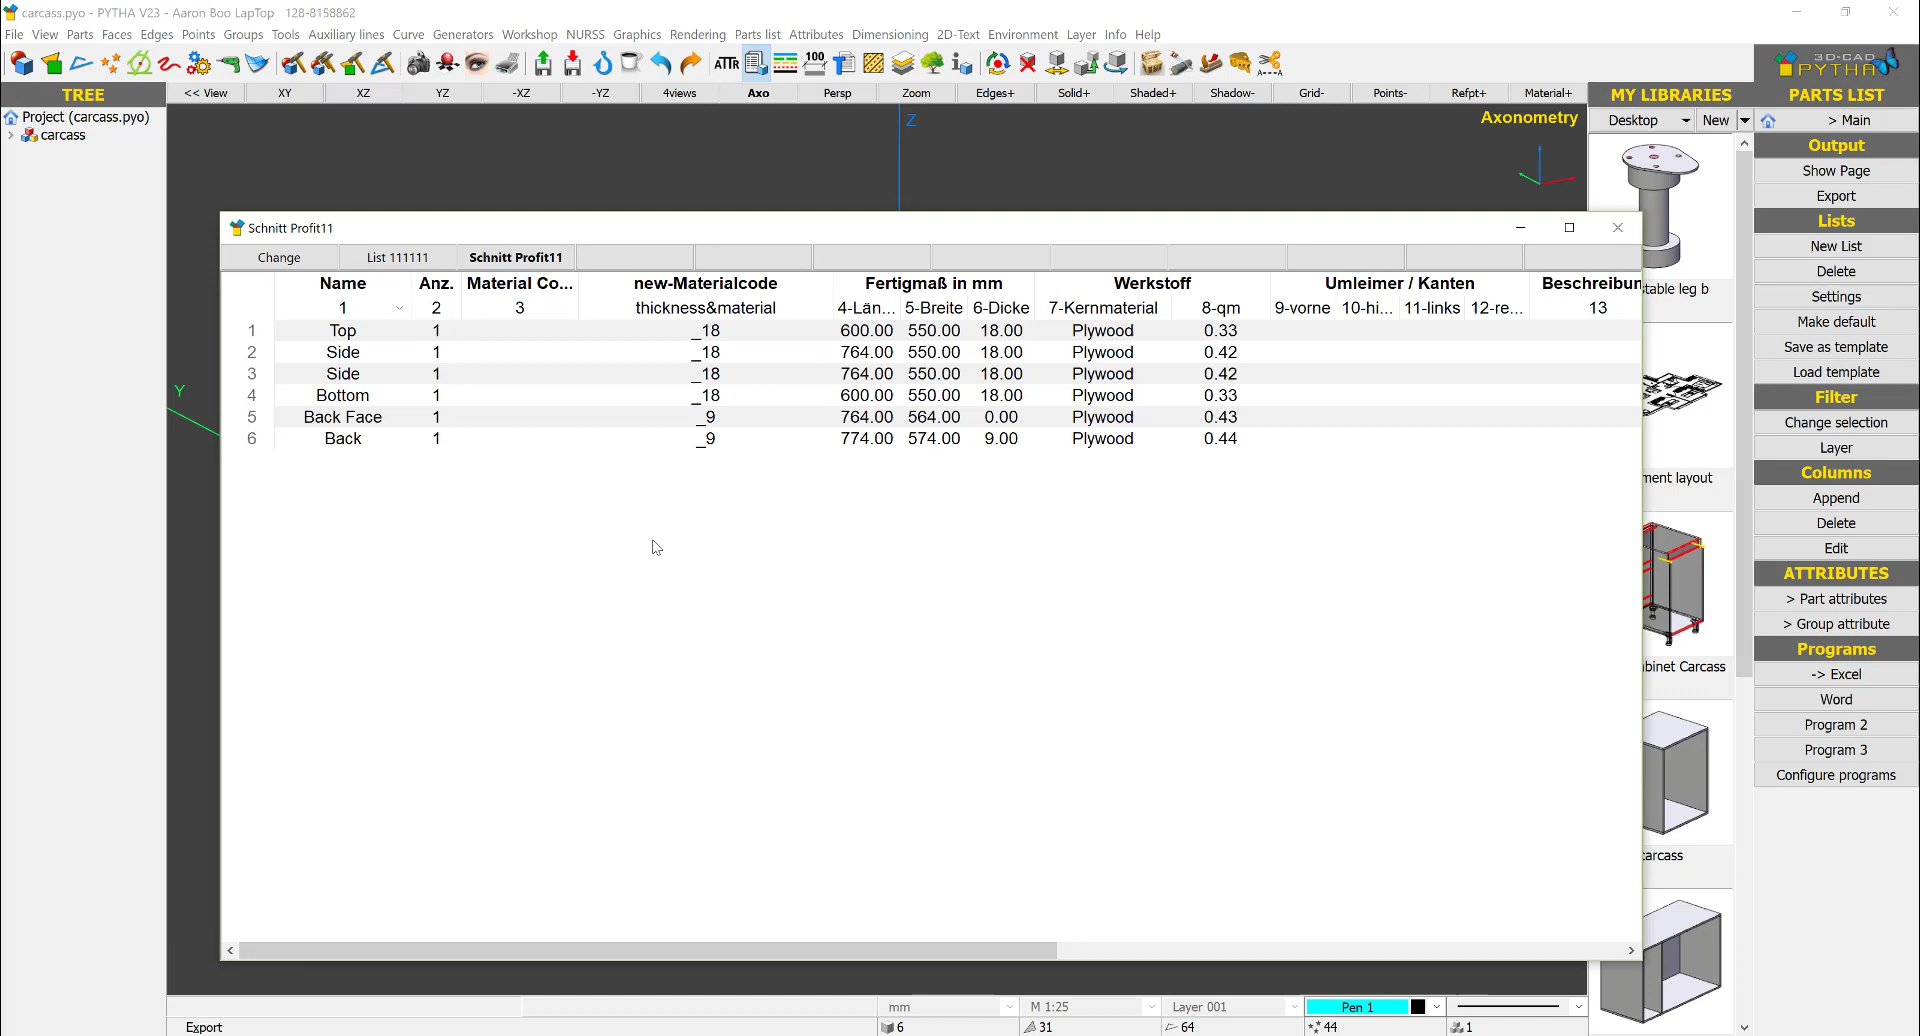 carcass.pyo - PYTHA V23 - Aaron Boo LapTop 128-8158862
File View Parts Faces Edges Points Groups Tools Auxiliary lines Curve Generators Workshop NURSS Graphics Rendering Parts list Attributes Dimensioning 2D-Text Environment Layer Info Help
ATTR 100 3D-CAD PYTHA
TREE << View XY XZ YZ -XZ -YZ 4views Axo Persp Zoom Edges+ Solid+ Shaded+ Shadow- Grid- Points- Refpt+ Material+ MY LIBRARIES PARTS LIST
Project (carcass.pyo) Z Axonometry Desktop New > Main
carcass
Output
Show Page
Export
Lists
Schnitt Profit11
New List
Change List 111111 Schnitt Profit11
Delete
Name Anz. Material Co... new-Materialcode Fertigmaß in mm Werkstoff Umleimer / Kanten Beschreibun
stable leg b
Settings
1 2 3 thickness&material 4-Län... 5-Breite 6-Dicke 7-Kernmaterial 8-qm 9-vorne 10-hi... 11-links 12-re... 13
Make default
1 Top 1 _18 600.00 550.00 18.00 Plywood 0.33
2 Side 1 _18 764.00 550.00 18.00 Plywood 0.42
Save as template
3 Side 1 _18 764.00 550.00 18.00 Plywood 0.42
Load template
Y
4 Bottom 1 _18 600.00 550.00 18.00 Plywood 0.33
Filter
5 Back Face 1 _9 764.00 564.00 0.00 Plywood 0.43
Change selection
6 Back 1 _9 774.00 574.00 9.00 Plywood 0.44
Layer
Columns
ment layout
Append
Delete
Edit
ATTRIBUTES
> Part attributes
> Group attribute
Programs
binet Carcass
-> Excel
Word
Program 2
Program 3
Configure programs
carcass
mm M 1:25 Layer 001 Pen 1
Export 6 31 64 44 1